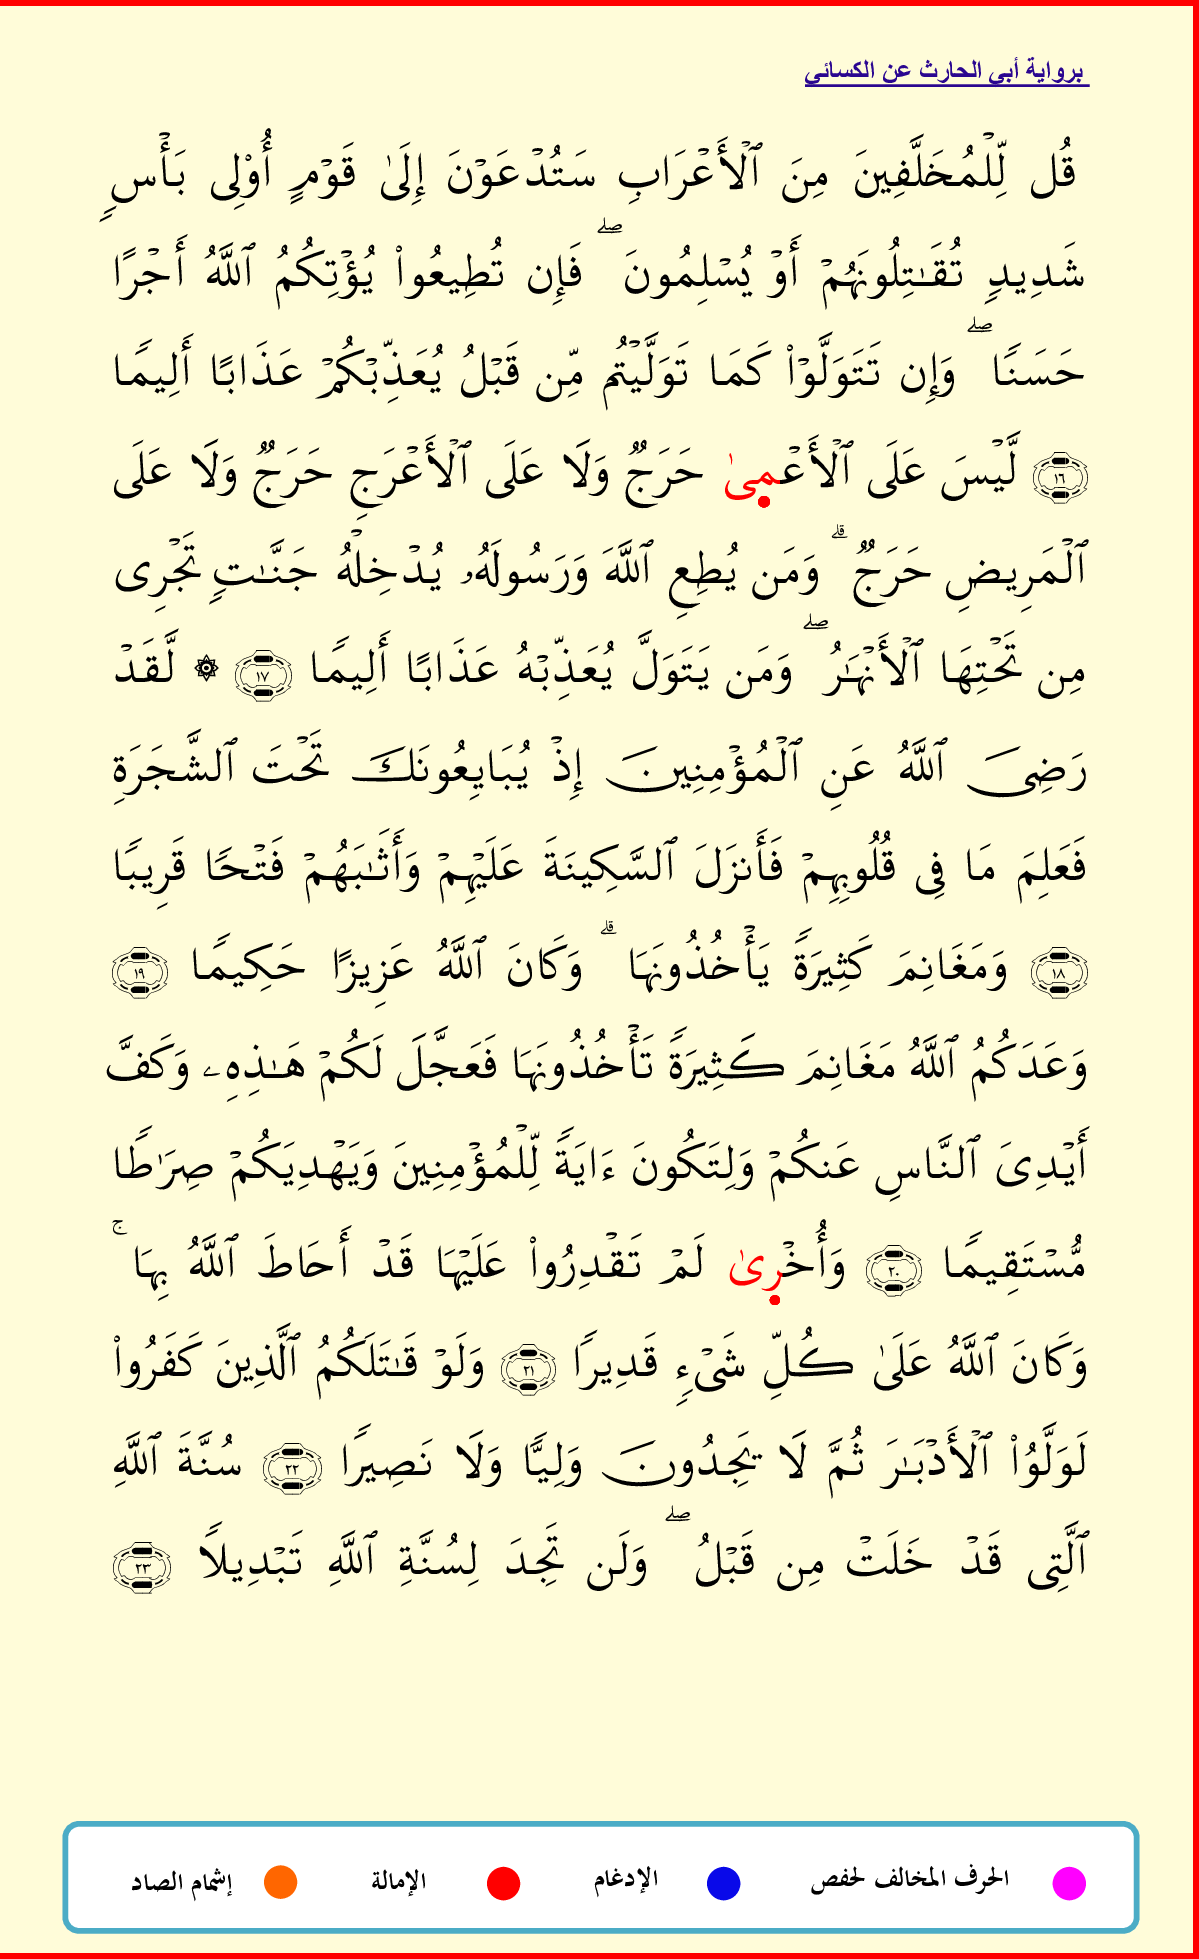 برواية أبي الحارث عن الكسائي
قُل لِّلْمُخَلَّفِينَ مِنَ ٱلْأَعْرَابِ سَتُدْعَوْنَ إِلَىٰ قَوْمٍ أُوْلِى بَأْسٍ
شَدِيدٍ تُقَـٰتِلُونَهُمْ أَوْ يُسْلِمُونَ ۖ فَإِن تُطِيعُوا۟ يُؤْتِكُمُ ٱللَّهُ أَجْرًا
حَسَنًا ۖ وَإِن تَتَوَلَّوْا۟ كَمَا تَوَلَّيْتُم مِّن قَبْلُ يُعَذِّبْكُمْ عَذَابًا أَلِيمًا
١٦ لَّيْسَ عَلَى ٱلْأَعْمِىٰ حَرَجٌ وَلَا عَلَى ٱلْأَعْرَجِ حَرَجٌ وَلَا عَلَى
ٱلْمَرِيضِ حَرَجٌ ۗ وَمَن يُطِعِ ٱللَّهَ وَرَسُولَهُۥ يُدْخِلْهُ جَنَّـٰتٍ تَجْرِى
مِن تَحْتِهَا ٱلْأَنْهَـٰرُ ۖ وَمَن يَتَوَلَّ يُعَذِّبْهُ عَذَابًا أَلِيمًا ١٧ ۞ لَّقَدْ
رَضِىَ ٱللَّهُ عَنِ ٱلْمُؤْمِنِينَ إِذْ يُبَايِعُونَكَ تَحْتَ ٱلشَّجَرَةِ
فَعَلِمَ مَا فِى قُلُوبِهِمْ فَأَنزَلَ ٱلسَّكِينَةَ عَلَيْهِمْ وَأَثَـٰبَهُمْ فَتْحًا قَرِيبًا
١٨ وَمَغَانِمَ كَثِيرَةً يَأْخُذُونَهَا ۗ وَكَانَ ٱللَّهُ عَزِيزًا حَكِيمًا ١٩
وَعَدَكُمُ ٱللَّهُ مَغَانِمَ كَثِيرَةً تَأْخُذُونَهَا فَعَجَّلَ لَكُمْ هَـٰذِهِۦ وَكَفَّ
أَيْدِىَ ٱلنَّاسِ عَنكُمْ وَلِتَكُونَ ءَايَةً لِّلْمُؤْمِنِينَ وَيَهْدِيَكُمْ صِرَٰطًا
مُّسْتَقِيمًا ٢٠ وَأُخْرِىٰ لَمْ تَقْدِرُوا۟ عَلَيْهَا قَدْ أَحَاطَ ٱللَّهُ بِهَا ۚ
وَكَانَ ٱللَّهُ عَلَىٰ كُلِّ شَىْءٍ قَدِيرًا ٢١ وَلَوْ قَـٰتَلَكُمُ ٱلَّذِينَ كَفَرُوا۟
لَوَلَّوُا۟ ٱلْأَدْبَـٰرَ ثُمَّ لَا يَجِدُونَ وَلِيًّا وَلَا نَصِيرًا ٢٢ سُنَّةَ ٱللَّهِ
ٱلَّتِى قَدْ خَلَتْ مِن قَبْلُ ۖ وَلَن تَجِدَ لِسُنَّةِ ٱللَّهِ تَبْدِيلًا ٢٣
الحرف المخالف لحفص الإدغام الإمالة إشمام الصاد